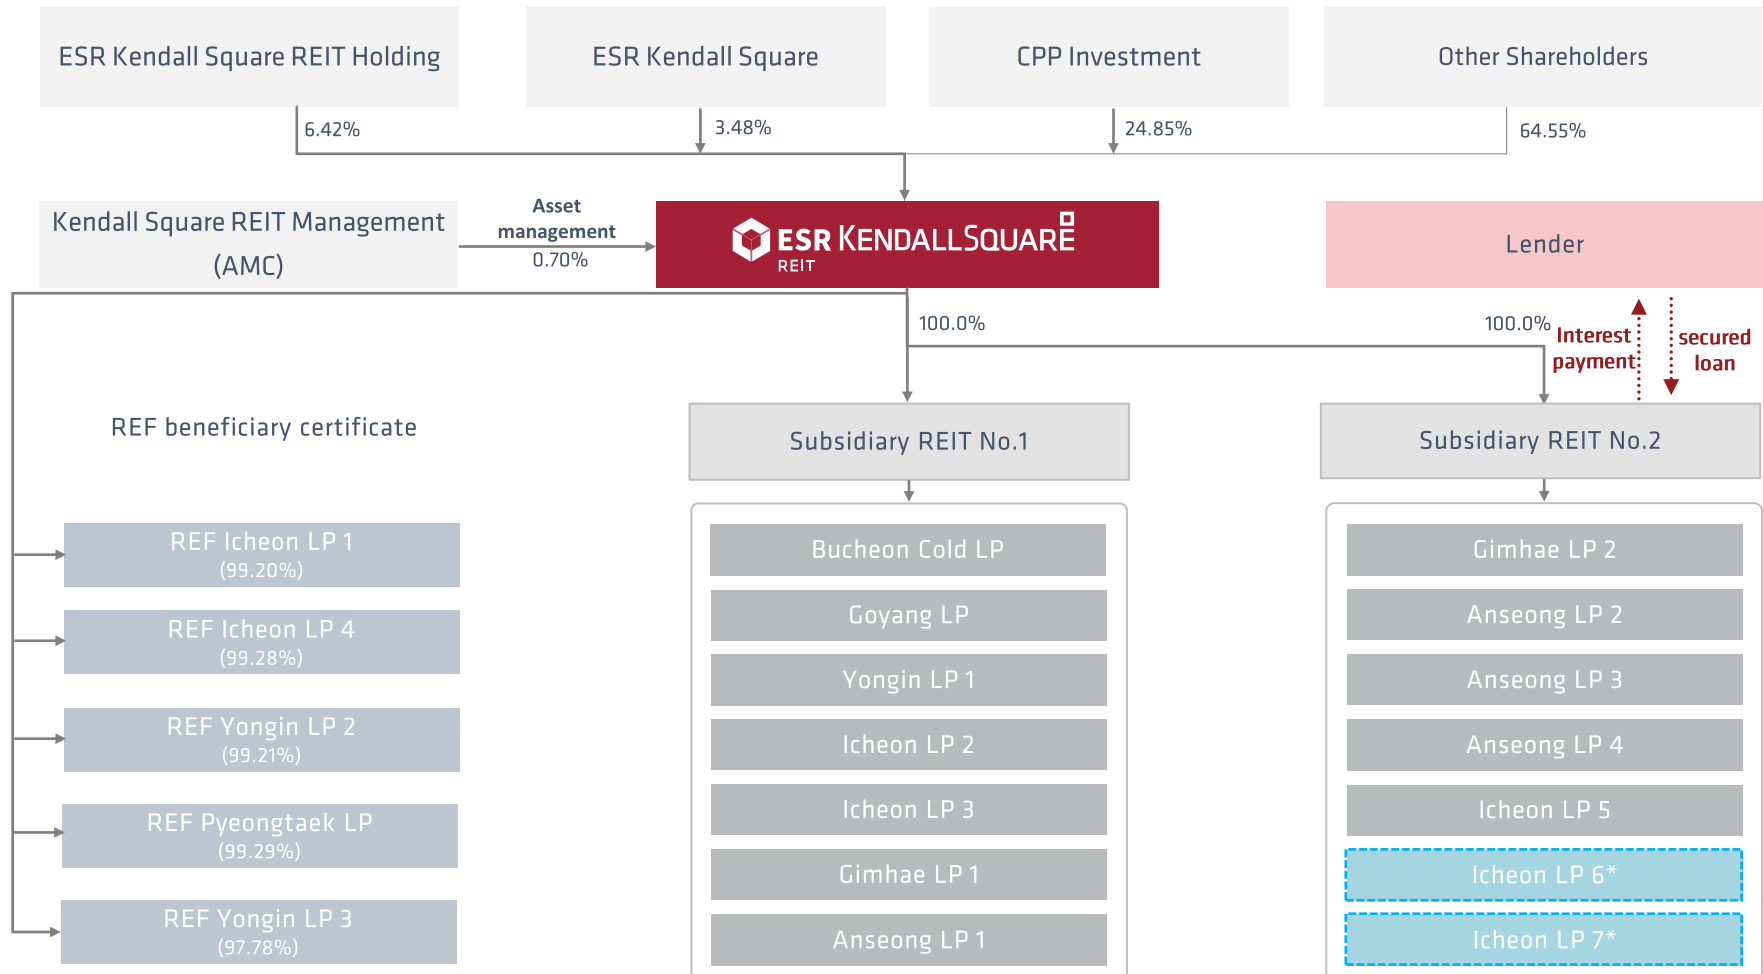 ESR Kendall Square REIT Holding
ESR Kendall Square
CPP Investment
Other Shareholders
6.42%
3.48%
24.85%
64.55%
Kendall Square REIT Management
(AMC)
Asset
management
0.70%
ESR KENDALLSQUARE
REIT
Lender
100.0%
100.0%
Interest
payment
secured
loan
REF beneficiary certificate
Subsidiary REIT No.1
Subsidiary REIT No.2
REF Icheon LP 1
(99.20%)
REF Icheon LP 4
(99.28%)
REF Yongin LP 2
(99.21%)
REF Pyeongtaek LP
(99.29%)
REF Yongin LP 3
(97.78%)
Bucheon Cold LP
Goyang LP
Yongin LP 1
Icheon LP 2
Icheon LP 3
Gimhae LP 1
Anseong LP 1
Gimhae LP 2
Anseong LP 2
Anseong LP 3
Anseong LP 4
Icheon LP 5
Icheon LP 6*
Icheon LP 7*